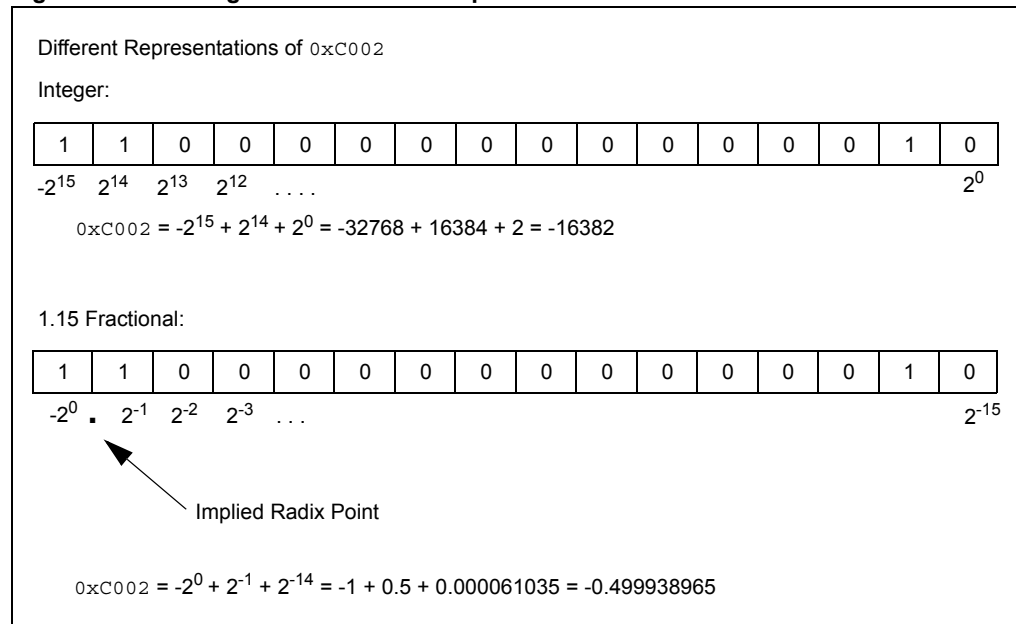 Different Representations of 0xC002
Integer:
1 1 0 0 0 0 0 0 0 0 0 0 0 0 1 0
-2^15 2^14 2^13 2^12 . . . . 2^0
0xC002 = -2^15 + 2^14 + 2^0 = -32768 + 16384 + 2 = -16382
1.15 Fractional:
1 1 0 0 0 0 0 0 0 0 0 0 0 0 1 0
-2^0 . 2^-1 2^-2 2^-3 . . . 2^-15
Implied Radix Point
0xC002 = -2^0 + 2^-1 + 2^-14 = -1 + 0.5 + 0.000061035 = -0.499938965